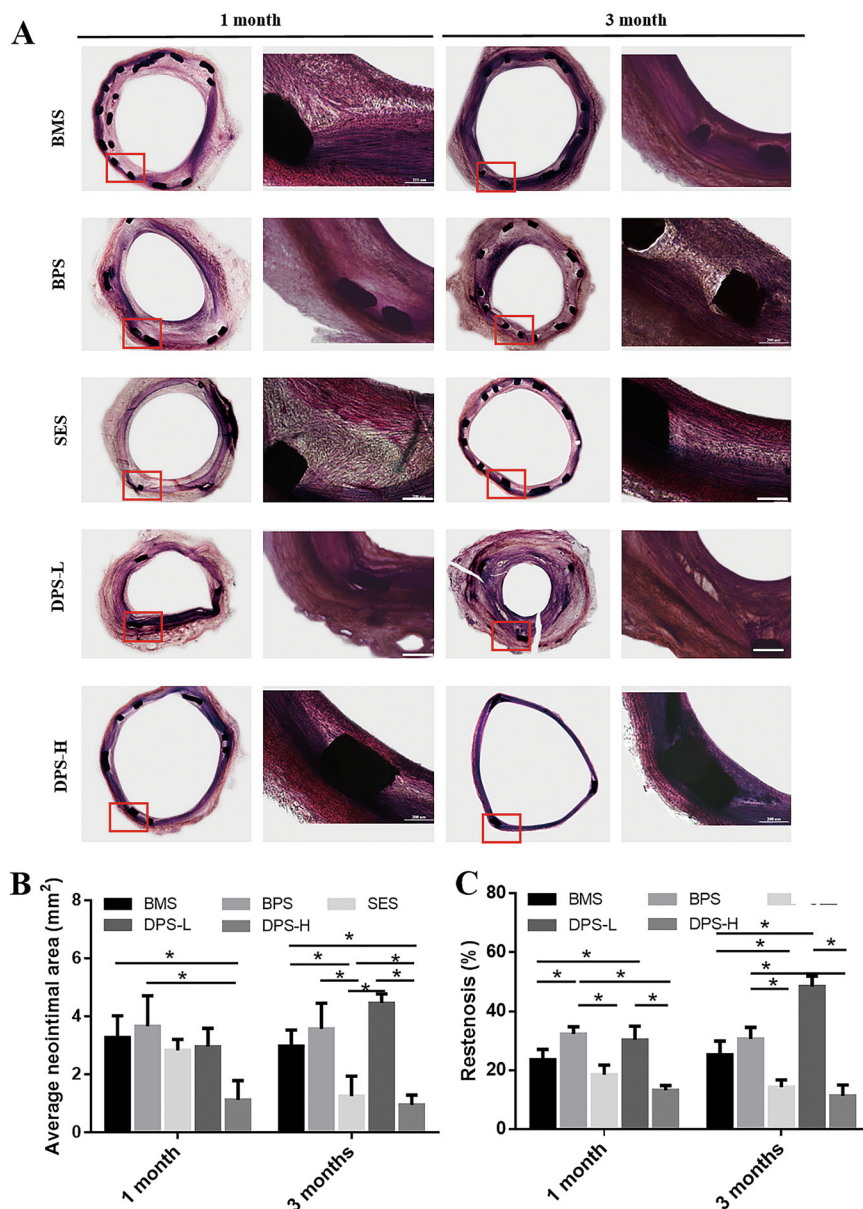 A
1 month 3 month
BMS
BPS
SES
DPS-L
DPS-H
200 nm
B
Average neointimal area (mm²)
BMS BPS SES
DPS-L DPS-H
6
4
2
0
* * * * * * * *
1 month 3 months
C
Restenosis (%)
BMS BPS
DPS-L DPS-H
80
60
40
20
0
* * * * * * * * * *
1 month 3 months